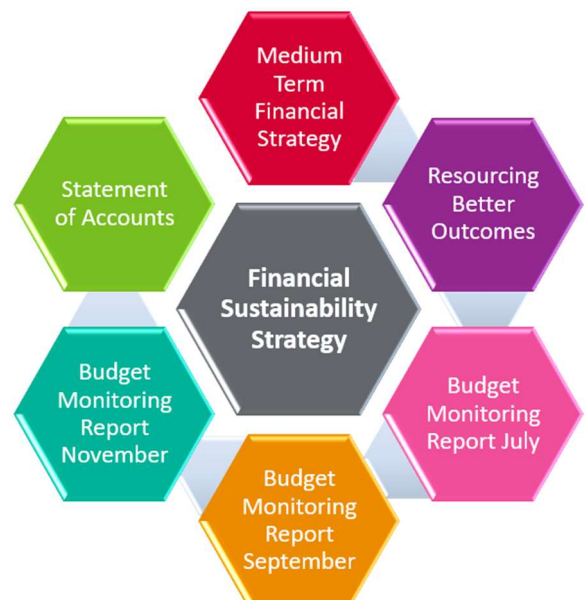 Medium
Term
Financial
Strategy
Resourcing
Better
Outcomes
Budget
Monitoring
Report July
Budget
Monitoring
Report
September
Budget
Monitoring
Report
November
Statement
of Accounts
Financial
Sustainability
Strategy